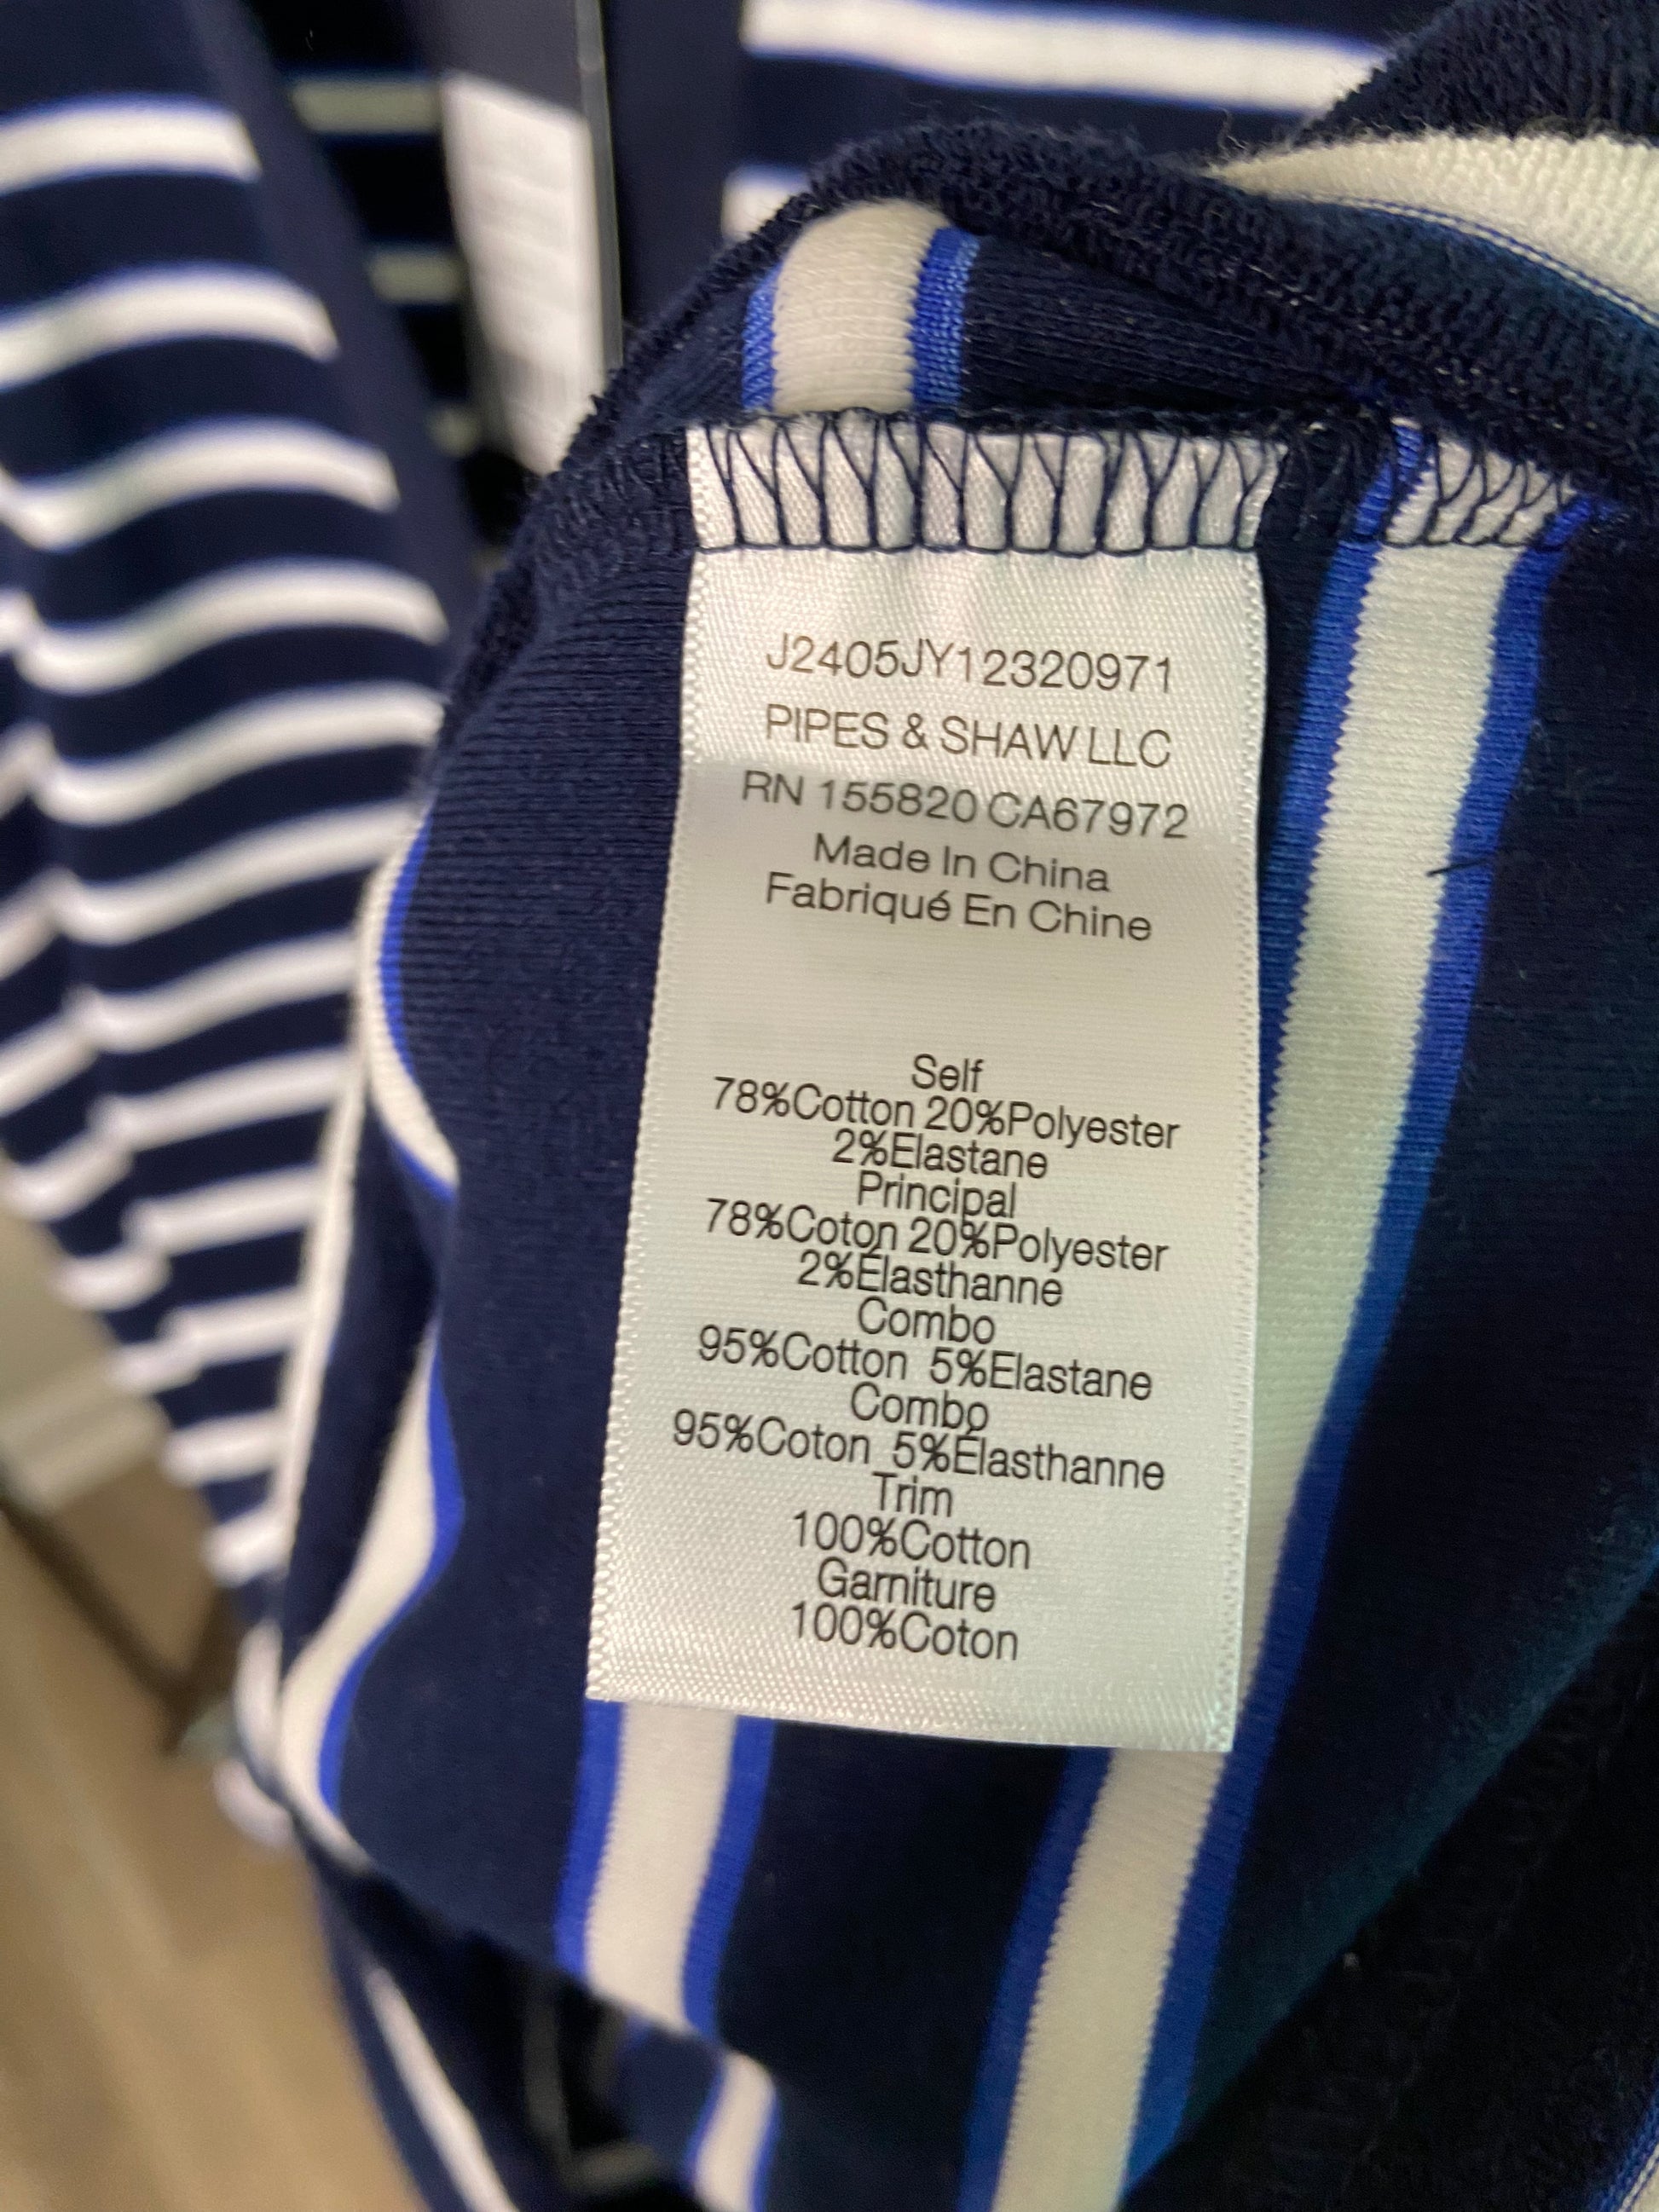 J2405JY12320971
PIPES & SHAW LLC
RN 155820 CA67972
Made In China
Fabriqué En Chine
Self
78%Cotton 20%Polyester
2%Elastane
Principal
78%Coton 20%Polyester
2%Élasthanne
Combo
95%Cotton 5%Elastane
Combo
95%Coton 5%Élasthanne
Trim
100%Cotton
Garniture
100%Coton